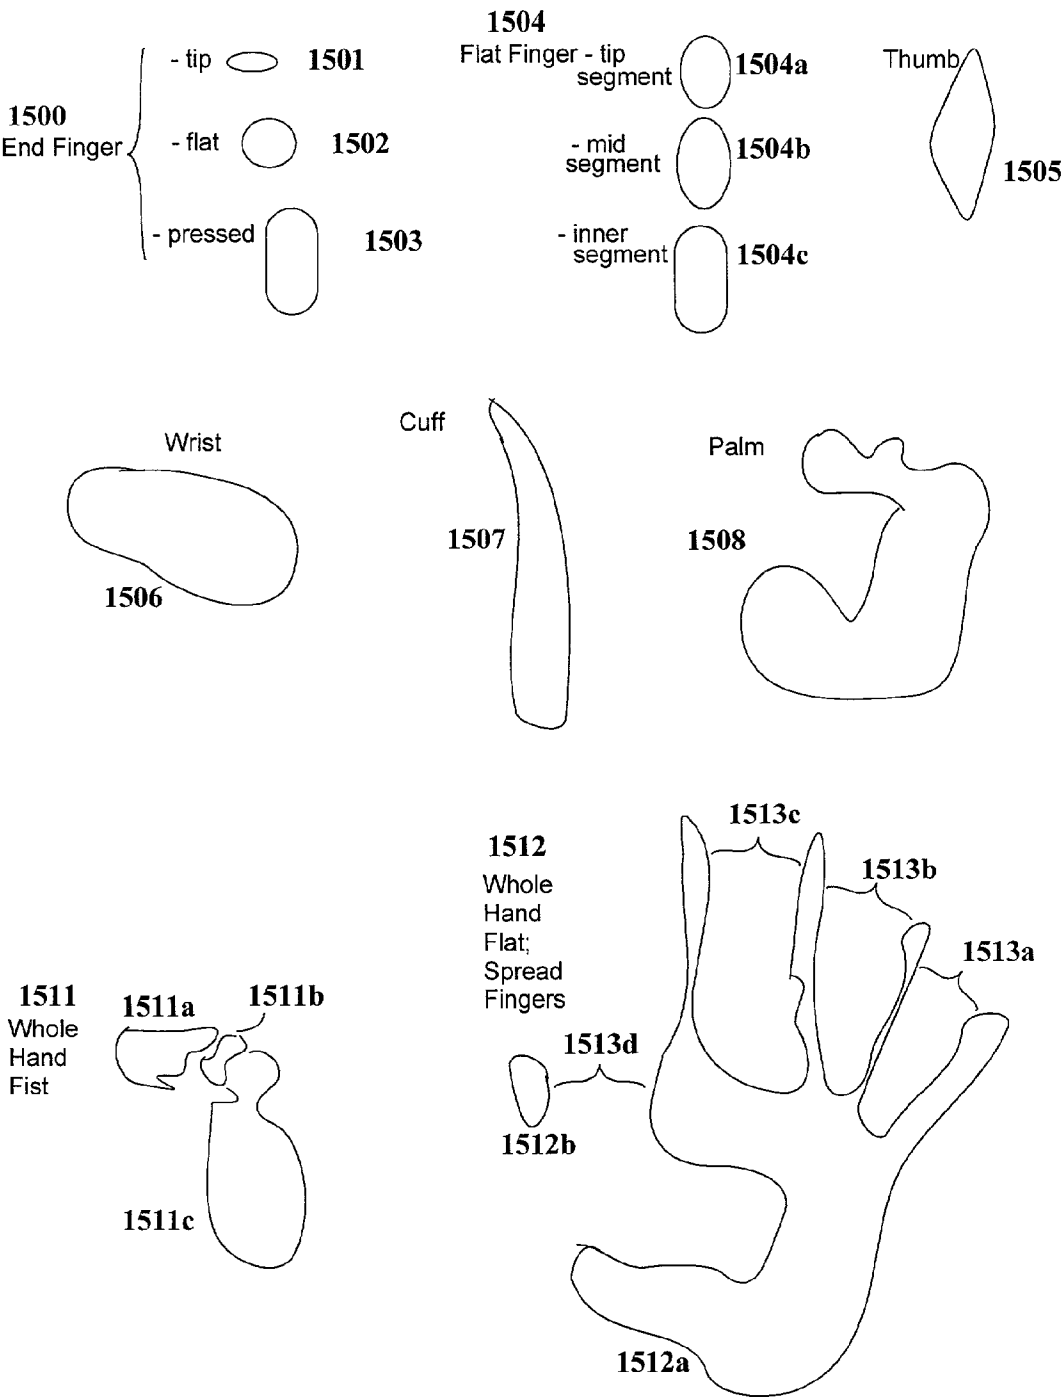 1500
End Finger
- tip
1501
- flat
1502
- pressed
1503
1504
Flat Finger - tip
segment
1504a
- mid
segment
1504b
- inner
segment
1504c
Thumb
1505
Wrist
1506
Cuff
1507
Palm
1508
1511
Whole
Hand
Fist
1511a
1511b
1511c
1512
Whole
Hand
Flat;
Spread
Fingers
1513c
1513b
1513a
1513d
1512b
1512a